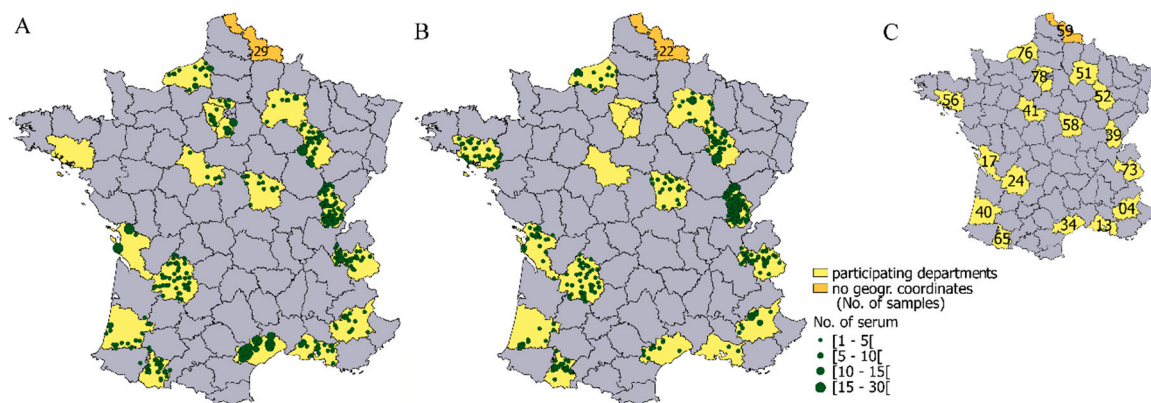 A
B
C
29
22
59
76
78
51
52
56
41
58
39
17
24
73
40
04
34
13
65
participating departments
no geogr. coordinates
(No. of samples)
No. of serum
[1 - 5[
[5 - 10[
[10 - 15[
[15 - 30[